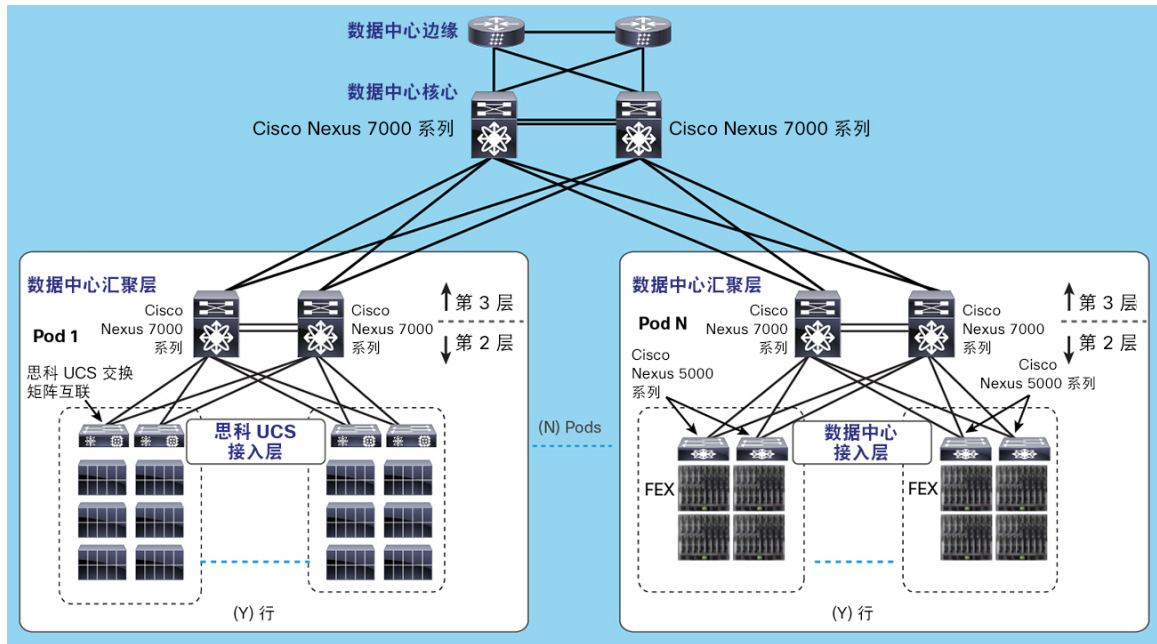 数据中心边缘
数据中心核心
Cisco Nexus 7000 系列
Cisco Nexus 7000 系列
数据中心汇聚层
Cisco
Nexus 7000
系列
Cisco
Nexus 7000
系列
第 3 层
第 2 层
Pod 1
思科 UCS 交换
矩阵互联
思科 UCS
接入层
(Y) 行
(N) Pods
数据中心汇聚层
Pod N
Cisco
Nexus 7000
系列
Cisco
Nexus 7000
系列
第 3 层
第 2 层
Cisco
Nexus 5000
系列
Cisco
Nexus 5000 系列
数据中心
接入层
FEX
FEX
(Y) 行